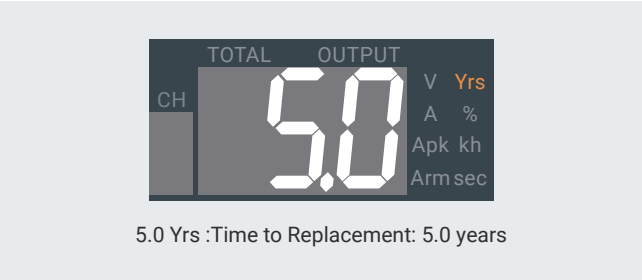 TOTAL OUTPUT
V Yrs
CH
5.0
A %
Apk kh
Arm sec
5.0 Yrs :Time to Replacement: 5.0 years